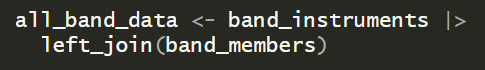 all_band_data <- band_instruments |>
  left_join(band_members)